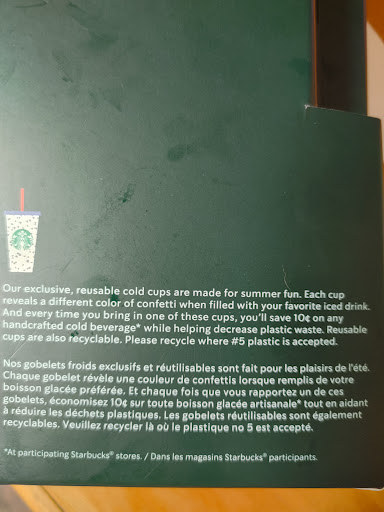 Our exclusive, reusable cold cups are made for summer fun. Each cup
reveals a different color of confetti when filled with your favorite iced drink.
And every time you bring in one of these cups, you'll save 10¢ on any
handcrafted cold beverage* while helping decrease plastic waste. Reusable
cups are also recyclable. Please recycle where #5 plastic is accepted.
Nos gobelets froids exclusifs et réutilisables sont fait pour les plaisirs de l'été.
Chaque gobelet révèle une couleur de confettis lorsque remplis de votre
boisson glacée préférée. Et chaque fois que vous rapportez un de ces
gobelets, économisez 10¢ sur toute boisson glacée artisanale* tout en aidant
à réduire les déchets plastiques. Les gobelets réutilisables sont également
recyclables. Veuillez recycler là où le plastique no 5 est accepté.
*At participating Starbucks® stores. / Dans les magasins Starbucks® participants.